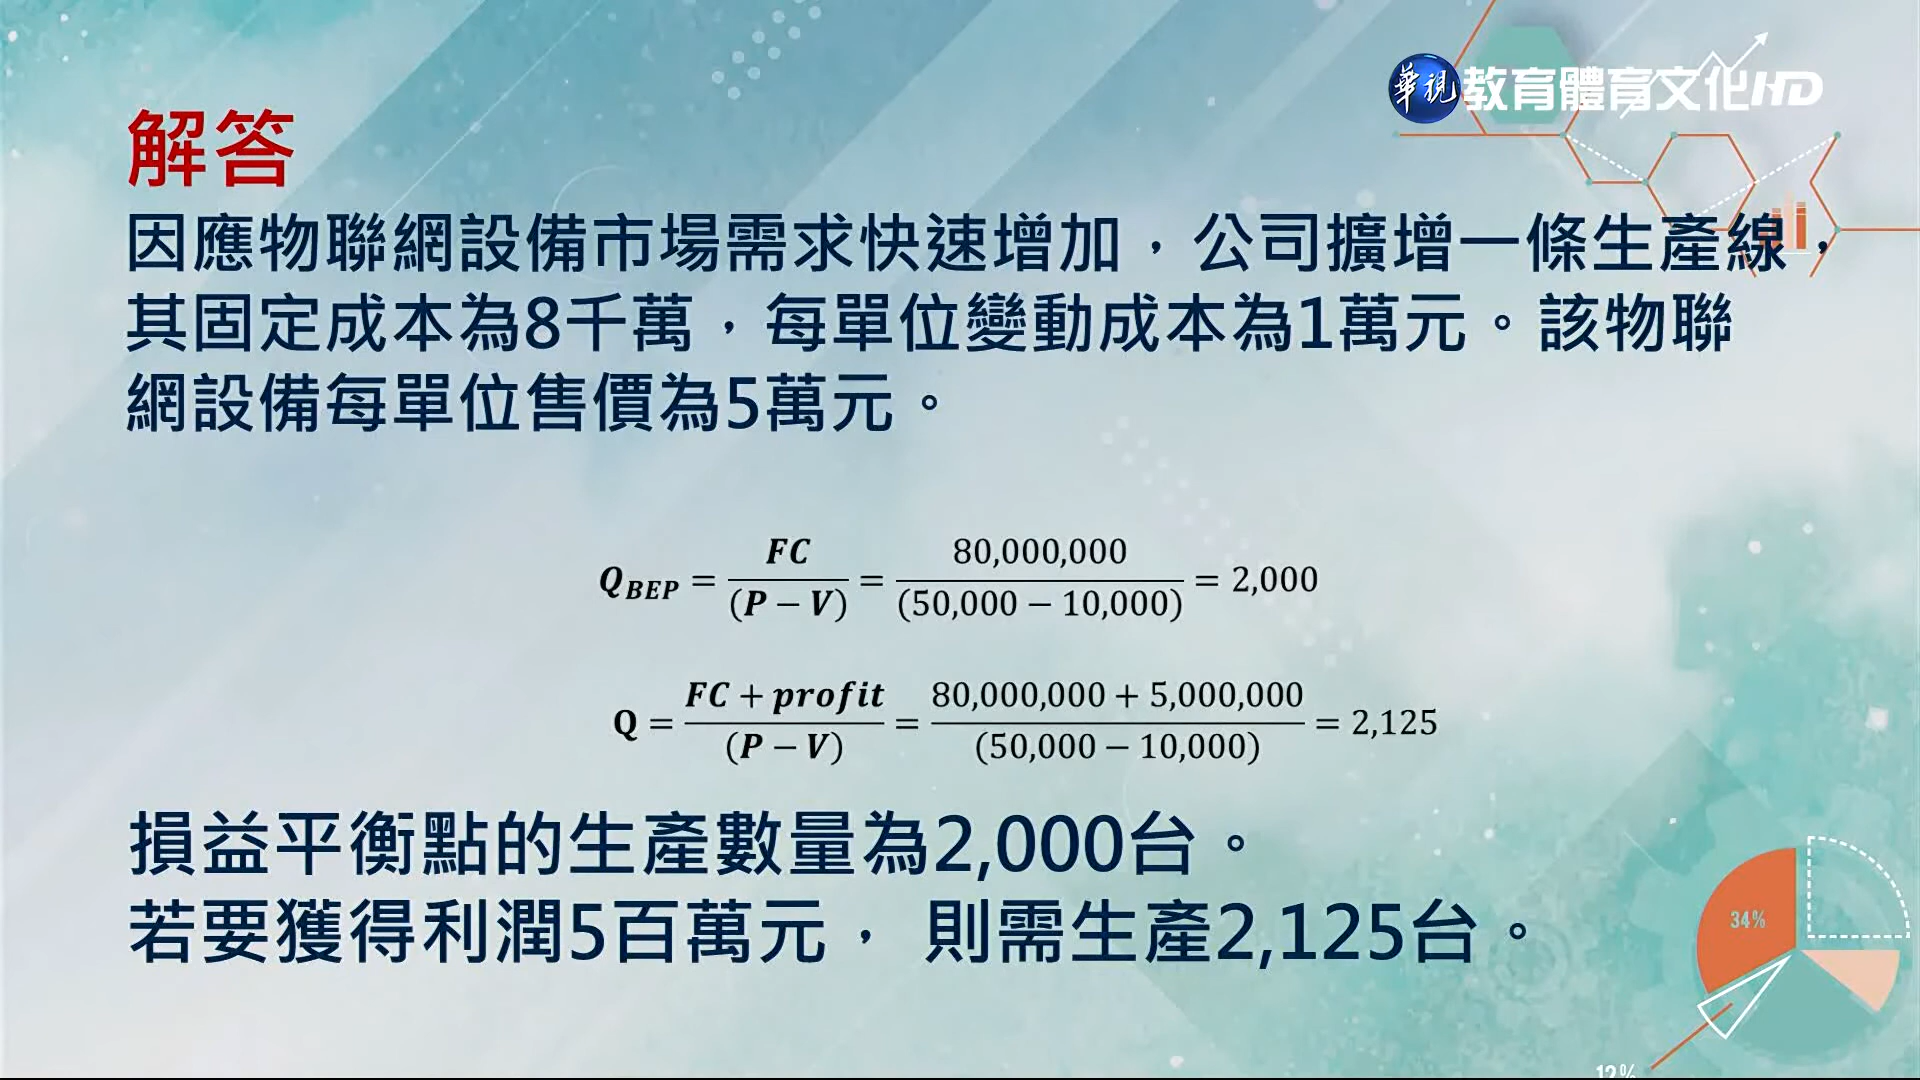 華視 教育體育文化HD
解答
因應物聯網設備市場需求快速增加，公司擴增一條生產線，
其固定成本為8千萬，每單位變動成本為1萬元。該物聯
網設備每單位售價為5萬元。
Q_BEP = FC / (P − V) = 80,000,000 / (50,000 − 10,000) = 2,000
Q = FC + profit / (P − V) = 80,000,000 + 5,000,000 / (50,000 − 10,000) = 2,125
損益平衡點的生產數量為2,000台。
若要獲得利潤5百萬元， 則需生產2,125台。
34%
12%